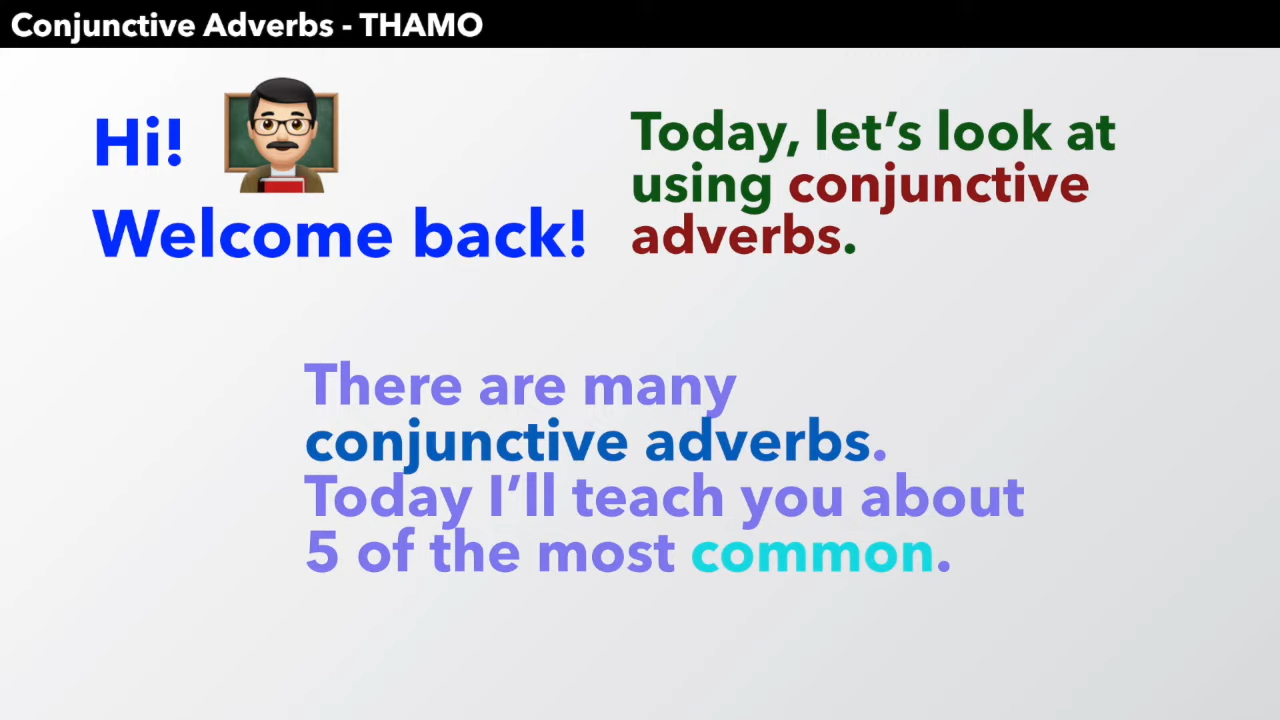 Conjunctive Adverbs - THAMO
Hi!
Welcome back!
Today, let’s look at
using conjunctive
adverbs.
There are many
conjunctive adverbs.
Today I’ll teach you about
5 of the most common.